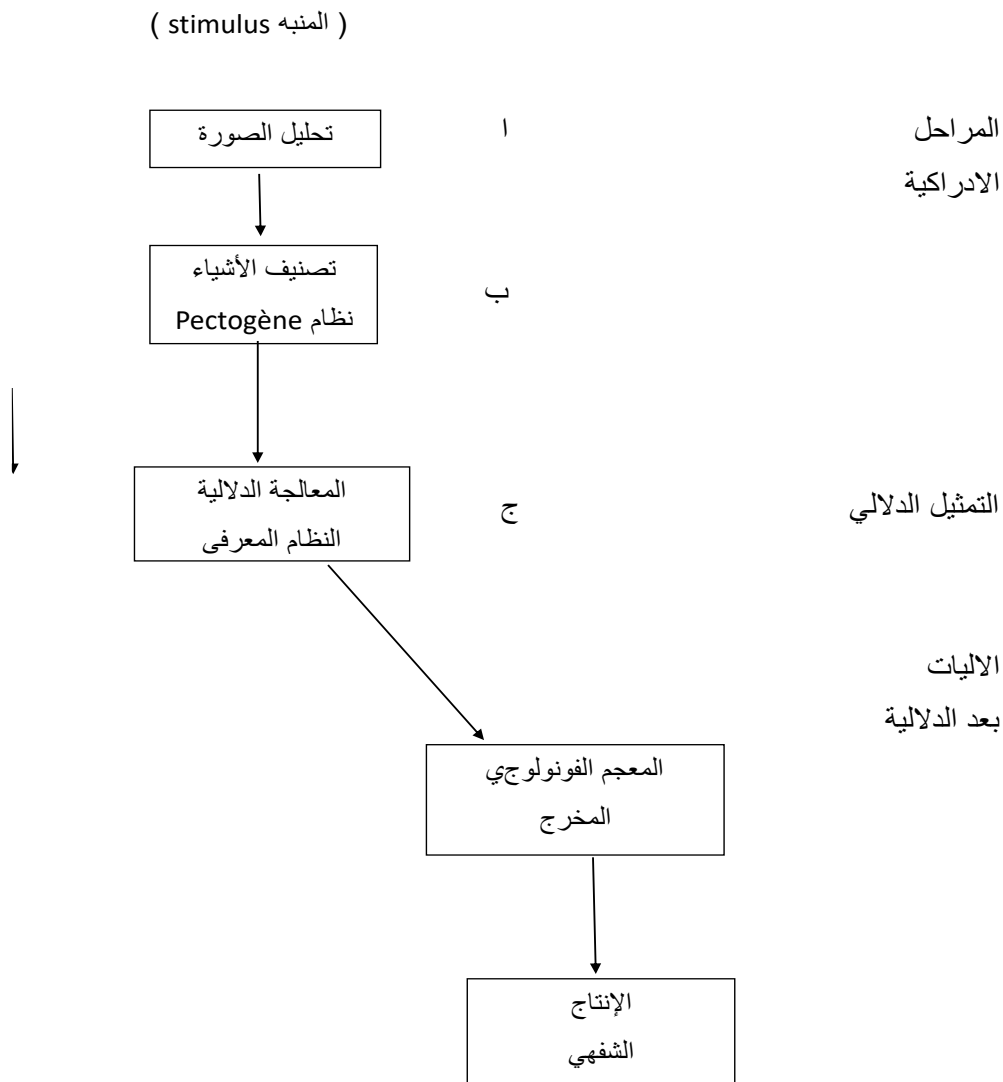 ( المنبه stimulus )
تحليل الصورة
ا
المراحل
الادراكية
تصنيف الأشياء
نظام Pectogène
ب
المعالجة الدلالية
النظام المعرفى
ج
التمثيل الدلالي
الاليات
بعد الدلالية
المعجم الفونولوجي
المخرج
الإنتاج
الشفهي